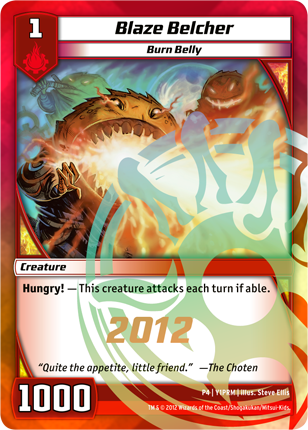 1
Blaze Belcher
Burn Belly
Creature
Hungry! — This creature attacks each turn if able.
2012
“Quite the appetite, little friend.” —The Choten
1000
P4 | Y1PRM | Illus. Steve Ellis
TM & © 2012 Wizards of the Coast/Shogakukan/Mitsui-Kids.